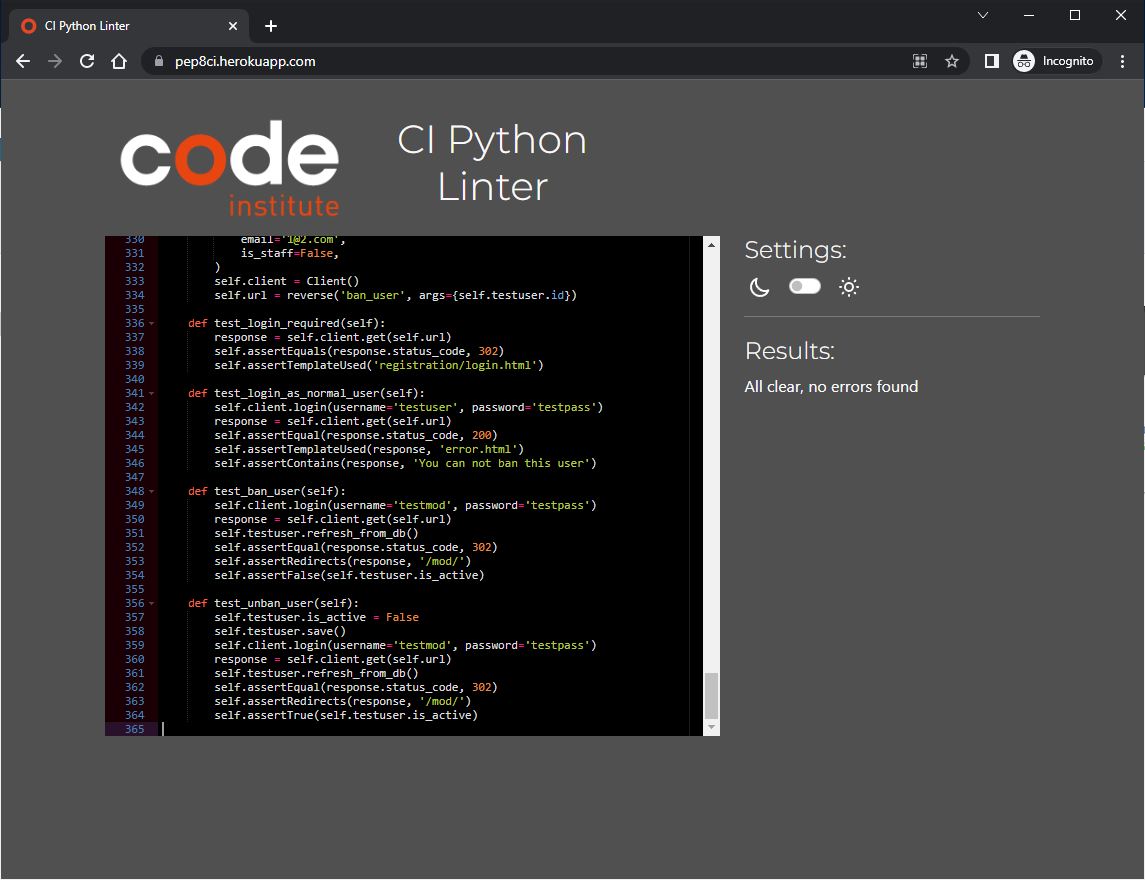 CI Python Linter
pep8ci.herokuapp.com
Incognito
code
institute
CI Python
Linter
330 email='1@2.com',
331 is_staff=False,
332 )
333 self.client = Client()
334 self.url = reverse('ban_user', args={self.testuser.id})
335
336 def test_login_required(self):
337 response = self.client.get(self.url)
338 self.assertEquals(response.status_code, 302)
339 self.assertTemplateUsed('registration/login.html')
340
341 def test_login_as_normal_user(self):
342 self.client.login(username='testuser', password='testpass')
343 response = self.client.get(self.url)
344 self.assertEqual(response.status_code, 200)
345 self.assertTemplateUsed(response, 'error.html')
346 self.assertContains(response, 'You can not ban this user')
347
348 def test_ban_user(self):
349 self.client.login(username='testmod', password='testpass')
350 response = self.client.get(self.url)
351 self.testuser.refresh_from_db()
352 self.assertEqual(response.status_code, 302)
353 self.assertRedirects(response, '/mod/')
354 self.assertFalse(self.testuser.is_active)
355
356 def test_unban_user(self):
357 self.testuser.is_active = False
358 self.testuser.save()
359 self.client.login(username='testmod', password='testpass')
360 response = self.client.get(self.url)
361 self.testuser.refresh_from_db()
362 self.assertEqual(response.status_code, 302)
363 self.assertRedirects(response, '/mod/')
364 self.assertTrue(self.testuser.is_active)
365
Settings:
Results:
All clear, no errors found